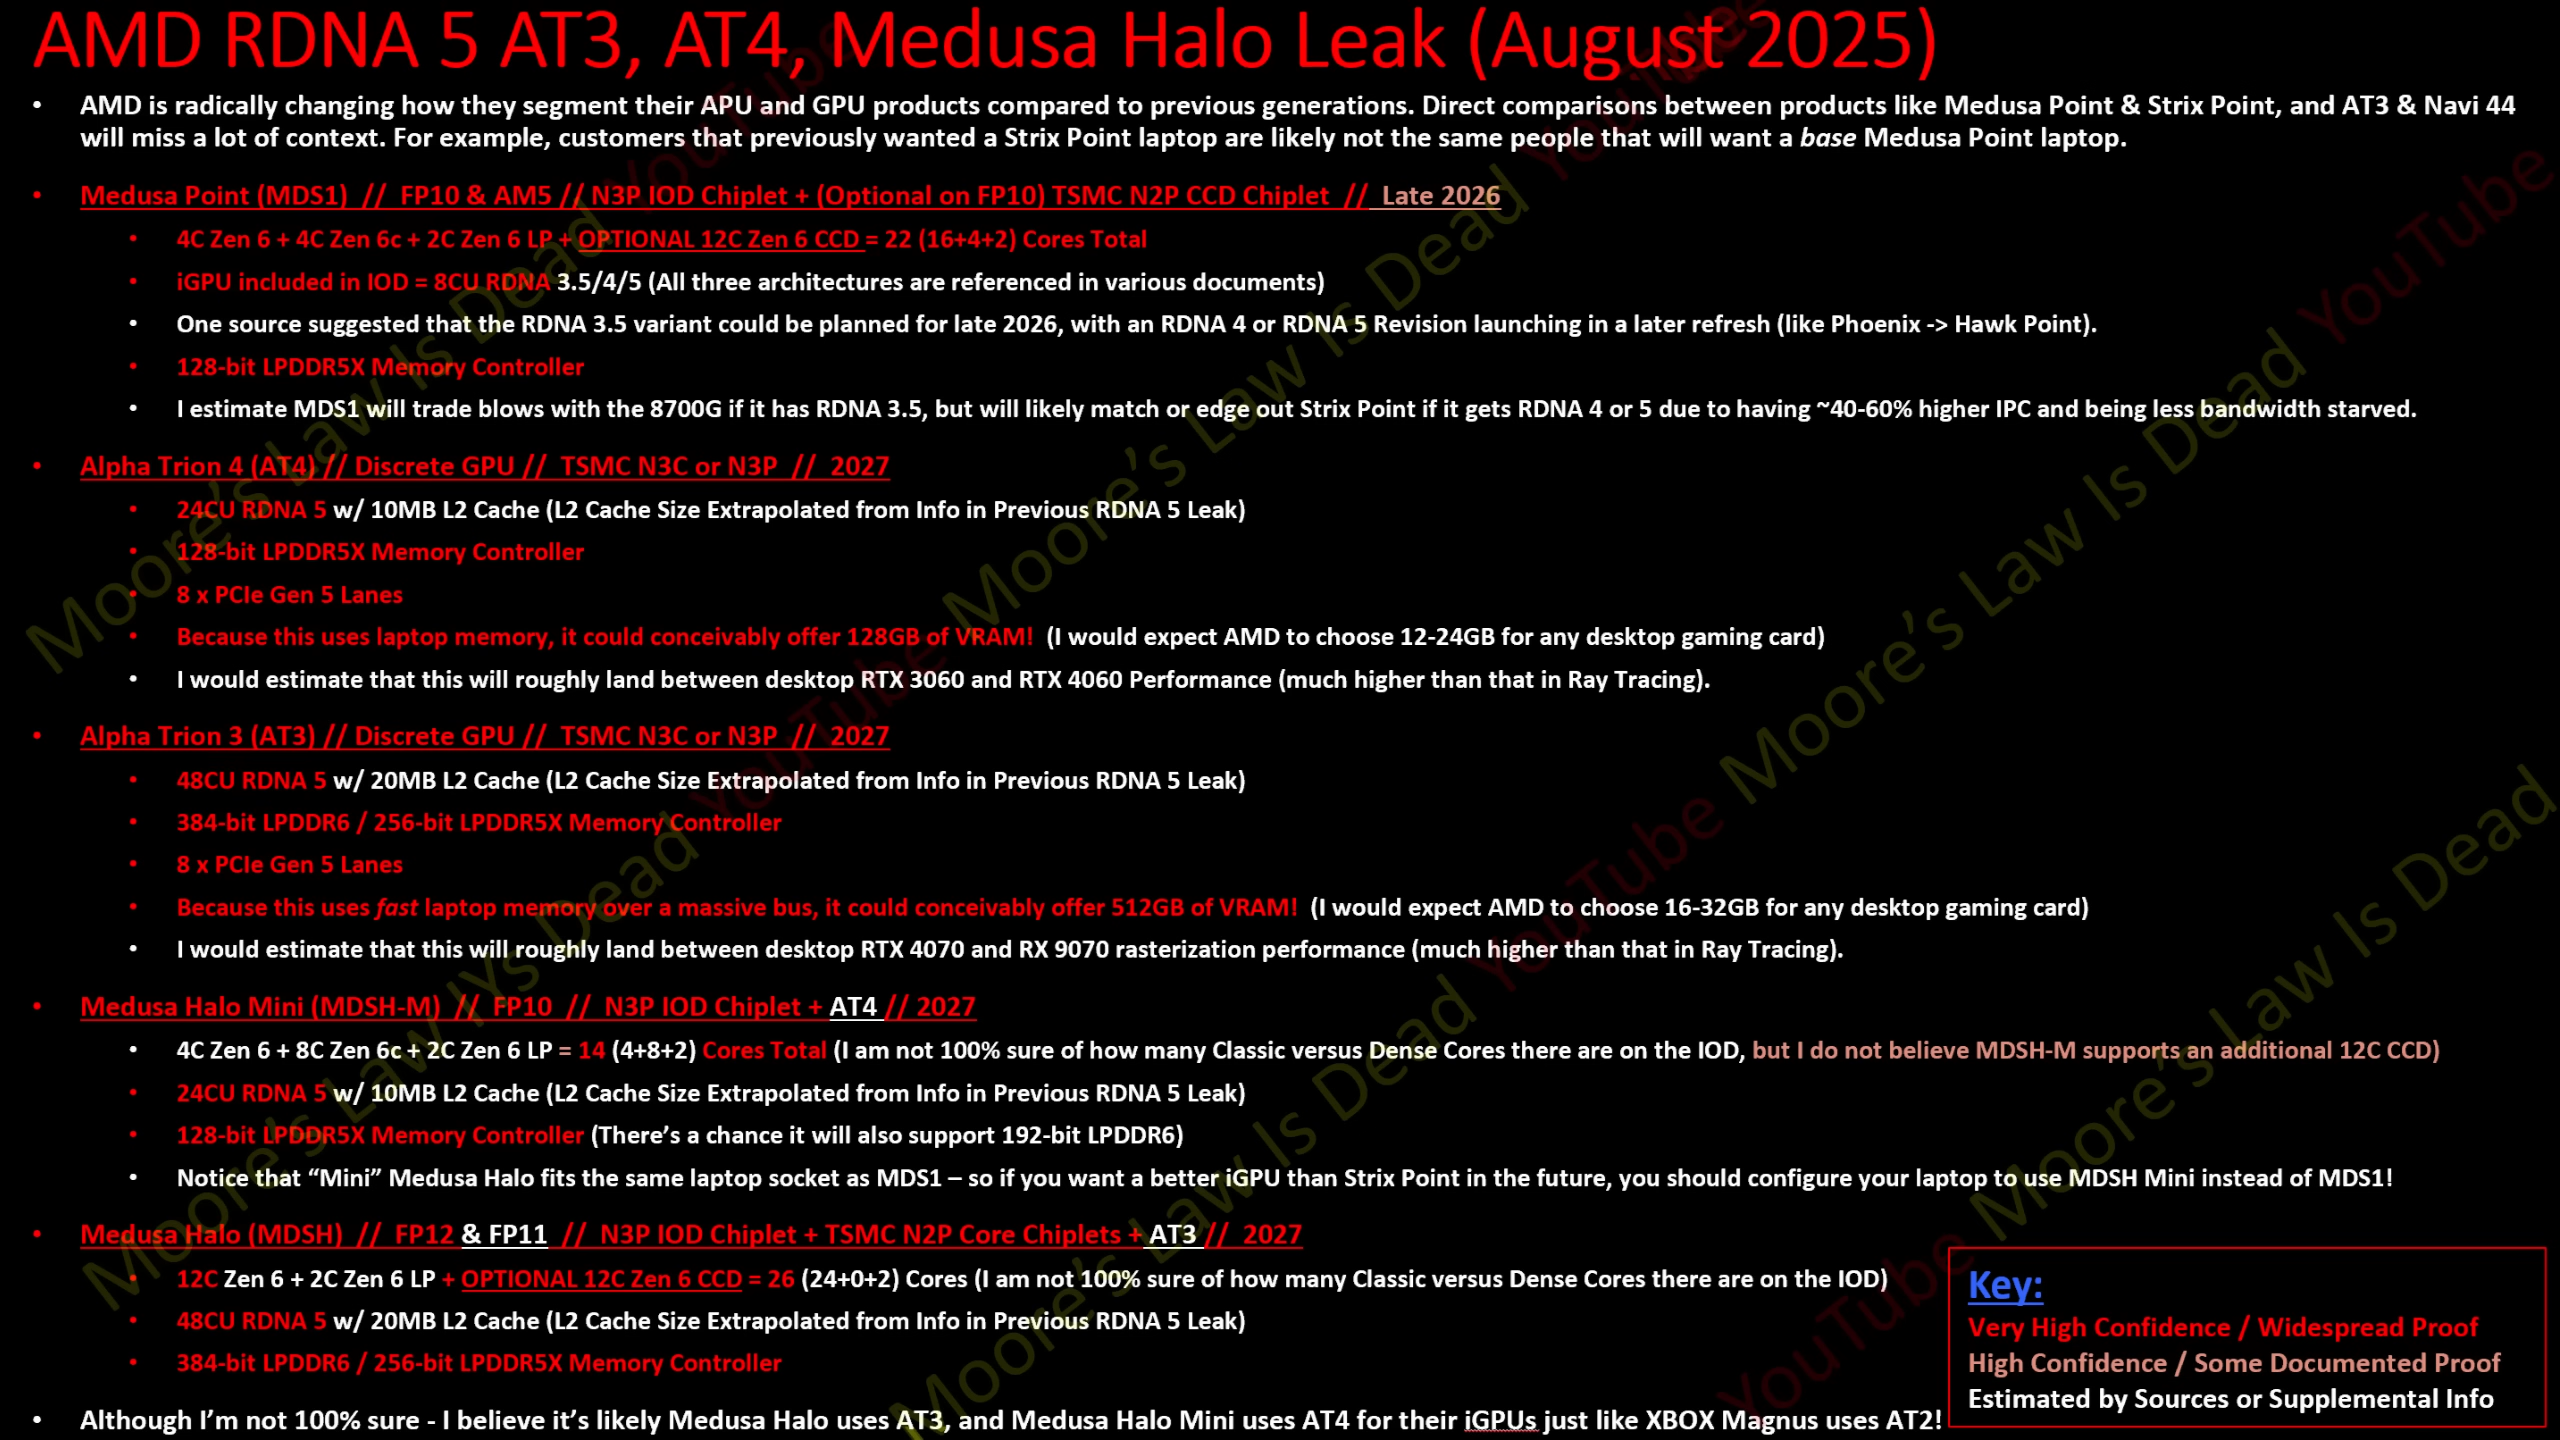 AMD RDNA 5 AT3, AT4, Medusa Halo Leak (August 2025)
• AMD is radically changing how they segment their APU and GPU products compared to previous generations. Direct comparisons between products like Medusa Point & Strix Point, and AT3 & Navi 44
will miss a lot of context. For example, customers that previously wanted a Strix Point laptop are likely not the same people that will want a base Medusa Point laptop.
• Medusa Point (MDS1) // FP10 & AM5 // N3P IOD Chiplet + (Optional on FP10) TSMC N2P CCD Chiplet // Late 2026
• 4C Zen 6 + 4C Zen 6c + 2C Zen 6 LP + OPTIONAL 12C Zen 6 CCD = 22 (16+4+2) Cores Total
• iGPU included in IOD = 8CU RDNA 3.5/4/5 (All three architectures are referenced in various documents)
• One source suggested that the RDNA 3.5 variant could be planned for late 2026, with an RDNA 4 or RDNA 5 Revision launching in a later refresh (like Phoenix -> Hawk Point).
• 128-bit LPDDR5X Memory Controller
• I estimate MDS1 will trade blows with the 8700G if it has RDNA 3.5, but will likely match or edge out Strix Point if it gets RDNA 4 or 5 due to having ~40-60% higher IPC and being less bandwidth starved.
• Alpha Trion 4 (AT4) // Discrete GPU // TSMC N3C or N3P // 2027
• 24CU RDNA 5 w/ 10MB L2 Cache (L2 Cache Size Extrapolated from Info in Previous RDNA 5 Leak)
• 128-bit LPDDR5X Memory Controller
• 8 x PCIe Gen 5 Lanes
• Because this uses laptop memory, it could conceivably offer 128GB of VRAM! (I would expect AMD to choose 12-24GB for any desktop gaming card)
• I would estimate that this will roughly land between desktop RTX 3060 and RTX 4060 Performance (much higher than that in Ray Tracing).
• Alpha Trion 3 (AT3) // Discrete GPU // TSMC N3C or N3P // 2027
• 48CU RDNA 5 w/ 20MB L2 Cache (L2 Cache Size Extrapolated from Info in Previous RDNA 5 Leak)
• 384-bit LPDDR6 / 256-bit LPDDR5X Memory Controller
• 8 x PCIe Gen 5 Lanes
• Because this uses fast laptop memory over a massive bus, it could conceivably offer 512GB of VRAM! (I would expect AMD to choose 16-32GB for any desktop gaming card)
• I would estimate that this will roughly land between desktop RTX 4070 and RX 9070 rasterization performance (much higher than that in Ray Tracing).
• Medusa Halo Mini (MDSH-M) // FP10 // N3P IOD Chiplet + AT4 // 2027
• 4C Zen 6 + 8C Zen 6c + 2C Zen 6 LP = 14 (4+8+2) Cores Total (I am not 100% sure of how many Classic versus Dense Cores there are on the IOD, but I do not believe MDSH-M supports an additional 12C CCD)
• 24CU RDNA 5 w/ 10MB L2 Cache (L2 Cache Size Extrapolated from Info in Previous RDNA 5 Leak)
• 128-bit LPDDR5X Memory Controller (There's a chance it will also support 192-bit LPDDR6)
• Notice that “Mini” Medusa Halo fits the same laptop socket as MDS1 – so if you want a better iGPU than Strix Point in the future, you should configure your laptop to use MDSH Mini instead of MDS1!
• Medusa Halo (MDSH) // FP12 & FP11 // N3P IOD Chiplet + TSMC N2P Core Chiplets + AT3 // 2027
• 12C Zen 6 + 2C Zen 6 LP + OPTIONAL 12C Zen 6 CCD = 26 (24+0+2) Cores (I am not 100% sure of how many Classic versus Dense Cores there are on the IOD)
• 48CU RDNA 5 w/ 20MB L2 Cache (L2 Cache Size Extrapolated from Info in Previous RDNA 5 Leak)
• 384-bit LPDDR6 / 256-bit LPDDR5X Memory Controller
• Although I'm not 100% sure - I believe it's likely Medusa Halo uses AT3, and Medusa Halo Mini uses AT4 for their iGPUs just like XBOX Magnus uses AT2!
Key:
Very High Confidence / Widespread Proof
High Confidence / Some Documented Proof
Estimated by Sources or Supplemental Info
Moore's Law Is Dead YouTube
Moore's Law IYs Dead YouTube Moore's Law Is Dead YouTube
Moore's Law Is Dead YouTube Moore's Law Is Dead YouTube
YouTube Moore's Law Is Dead